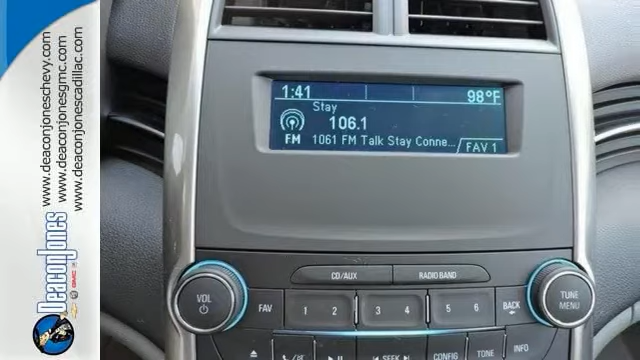 www.deaconjoneschevy.com
www.deaconjonesgmc.com
www.deaconjonescadillac.com
DeaconJones
GMC
1:41
98°F
Stay
106.1
FM
1061 FM Talk Stay Conne...
FAV 1
CD/AUX
RADIO BAND
VOL
FAV
1 2
3 4
5 6
BACK
TUNE
MENU
SEEK
CONFIG
TONE
INFO